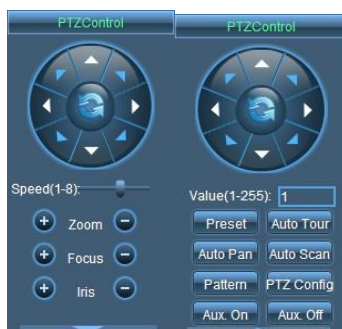 PTZControl
Speed(1-8):
+ Zoom -
+ Focus -
+ Iris -
PTZControl
Value(1-255): 1
Preset Auto Tour
Auto Pan Auto Scan
Pattern PTZ Config
Aux. On Aux. Off